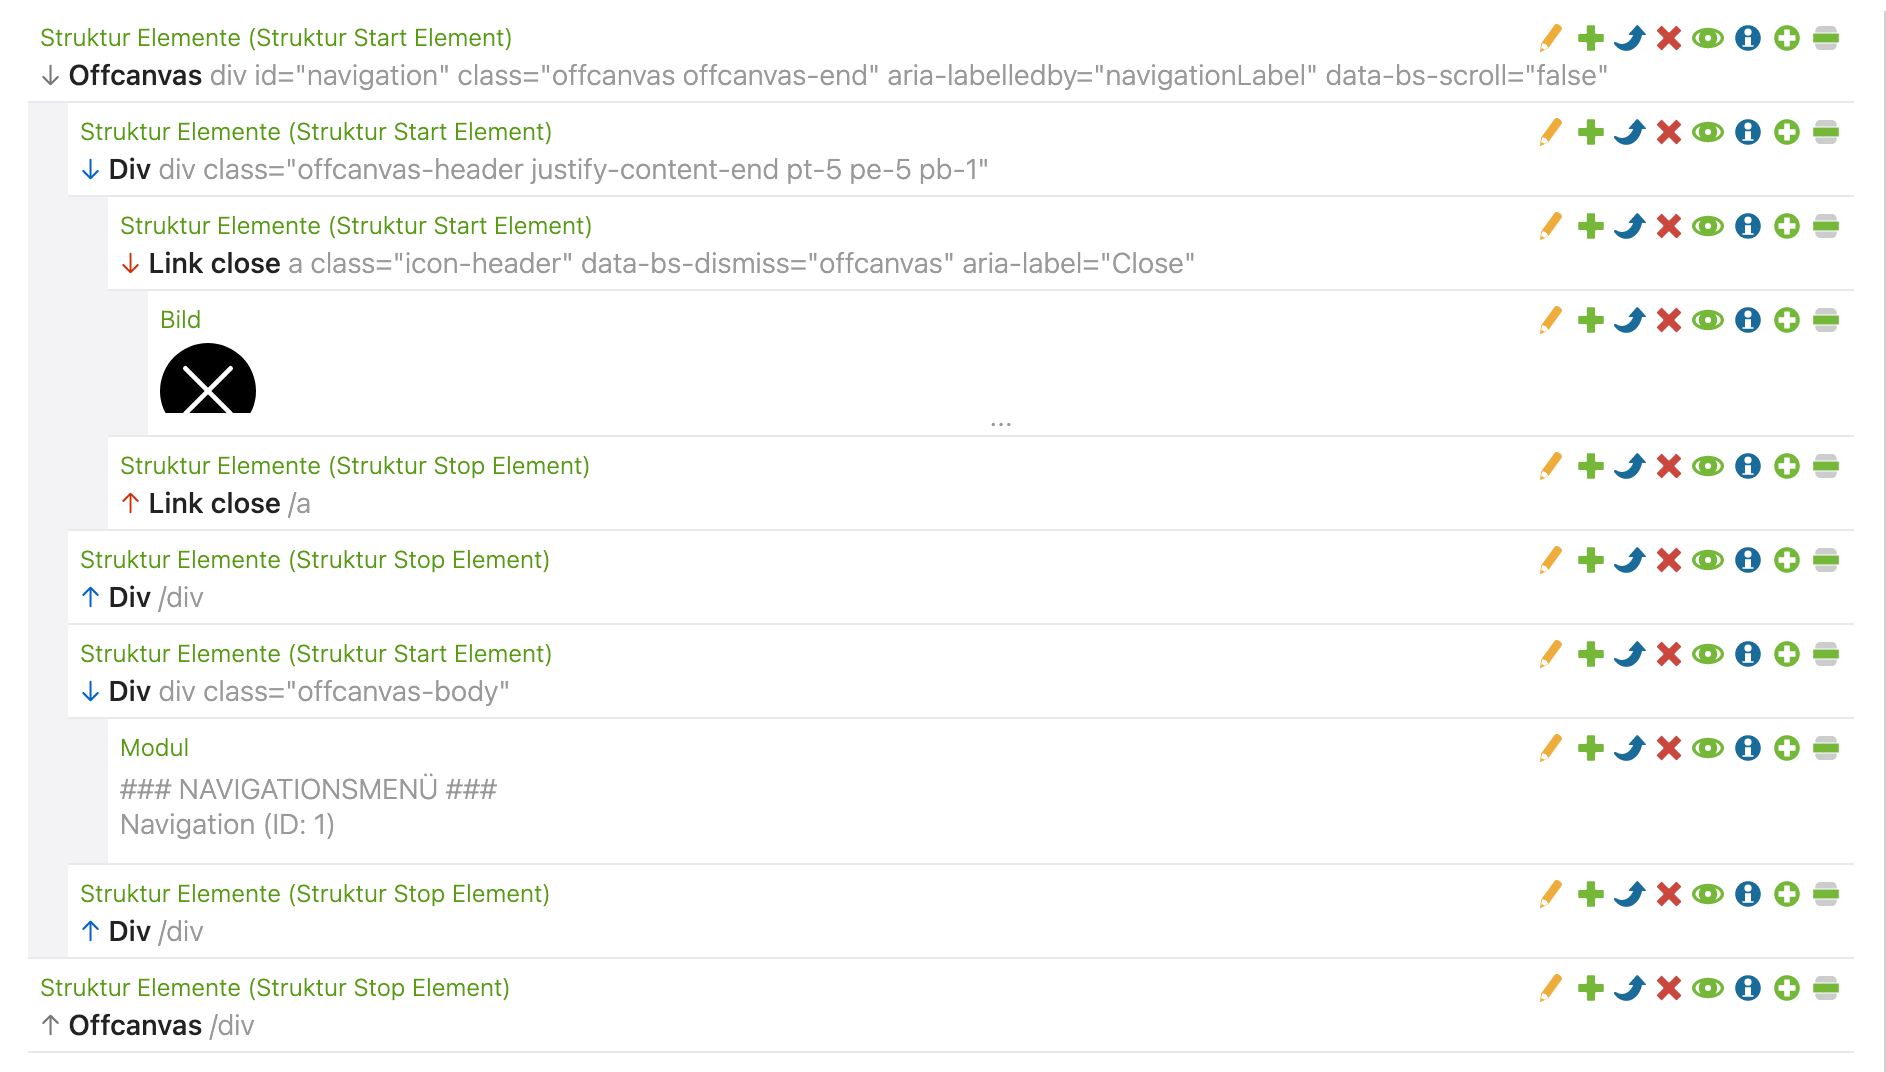 Struktur Elemente (Struktur Start Element)
↓ Offcanvas div id="navigation" class="offcanvas offcanvas-end" aria-labelledby="navigationLabel" data-bs-scroll="false"
Struktur Elemente (Struktur Start Element)
↓ Div div class="offcanvas-header justify-content-end pt-5 pe-5 pb-1"
Struktur Elemente (Struktur Start Element)
↓ Link close a class="icon-header" data-bs-dismiss="offcanvas" aria-label="Close"
Bild
...
Struktur Elemente (Struktur Stop Element)
↑ Link close /a
Struktur Elemente (Struktur Stop Element)
↑ Div /div
Struktur Elemente (Struktur Start Element)
↓ Div div class="offcanvas-body"
Modul
### NAVIGATIONSMENÜ ###
Navigation (ID: 1)
Struktur Elemente (Struktur Stop Element)
↑ Div /div
Struktur Elemente (Struktur Stop Element)
↑ Offcanvas /div